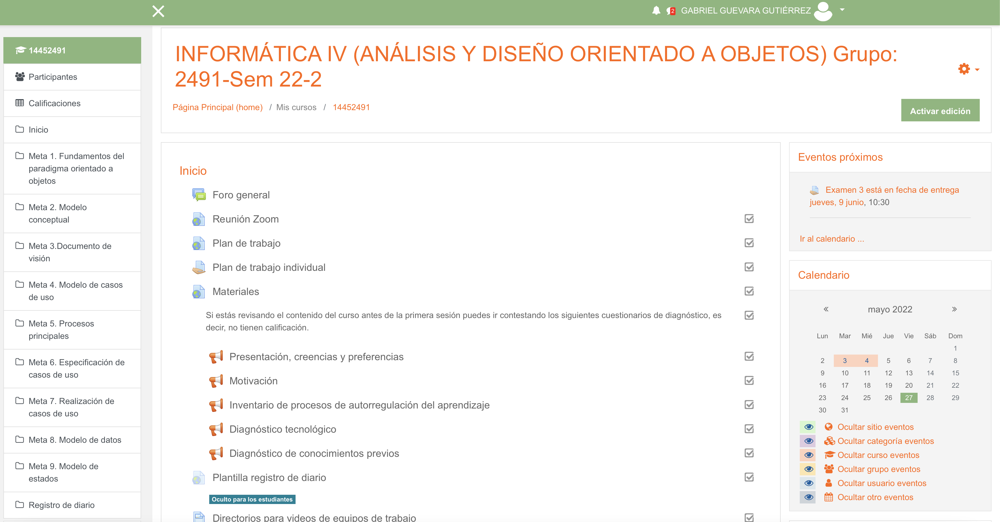 2 GABRIEL GUEVARA GUTIÉRREZ
14452491
Participantes
Calificaciones
Inicio
Meta 1. Fundamentos del
paradigma orientado a
objetos
Meta 2. Modelo
conceptual
Meta 3.Documento de
visión
Meta 4. Modelo de casos
de uso
Meta 5. Procesos
principales
Meta 6. Especificación de
casos de uso
Meta 7. Realización de
casos de uso
Meta 8. Modelo de datos
Meta 9. Modelo de
estados
Registro de diario
INFORMÁTICA IV (ANÁLISIS Y DISEÑO ORIENTADO A OBJETOS) Grupo:
2491-Sem 22-2
Página Principal (home) / Mis cursos / 14452491
Activar edición
Inicio
Foro general
Reunión Zoom
Plan de trabajo
Plan de trabajo individual
Materiales
Si estás revisando el contenido del curso antes de la primera sesión puedes ir contestando los siguientes cuestionarios de diagnóstico, es
decir, no tienen calificación.
Presentación, creencias y preferencias
Motivación
Inventario de procesos de autorregulación del aprendizaje
Diagnóstico tecnológico
Diagnóstico de conocimientos previos
Plantilla registro de diario
Oculto para los estudiantes
Directorios para videos de equipos de trabajo
Eventos próximos
Examen 3 está en fecha de entrega
jueves, 9 junio, 10:30
Ir al calendario ...
Calendario
« mayo 2022 »
Lun Mar Mié Jue Vie Sáb Dom
1
2 3 4 5 6 7 8
9 10 11 12 13 14 15
16 17 18 19 20 21 22
23 24 25 26 27 28 29
30 31
Ocultar sitio eventos
Ocultar categoría eventos
Ocultar curso eventos
Ocultar grupo eventos
Ocultar usuario eventos
Ocultar otro eventos